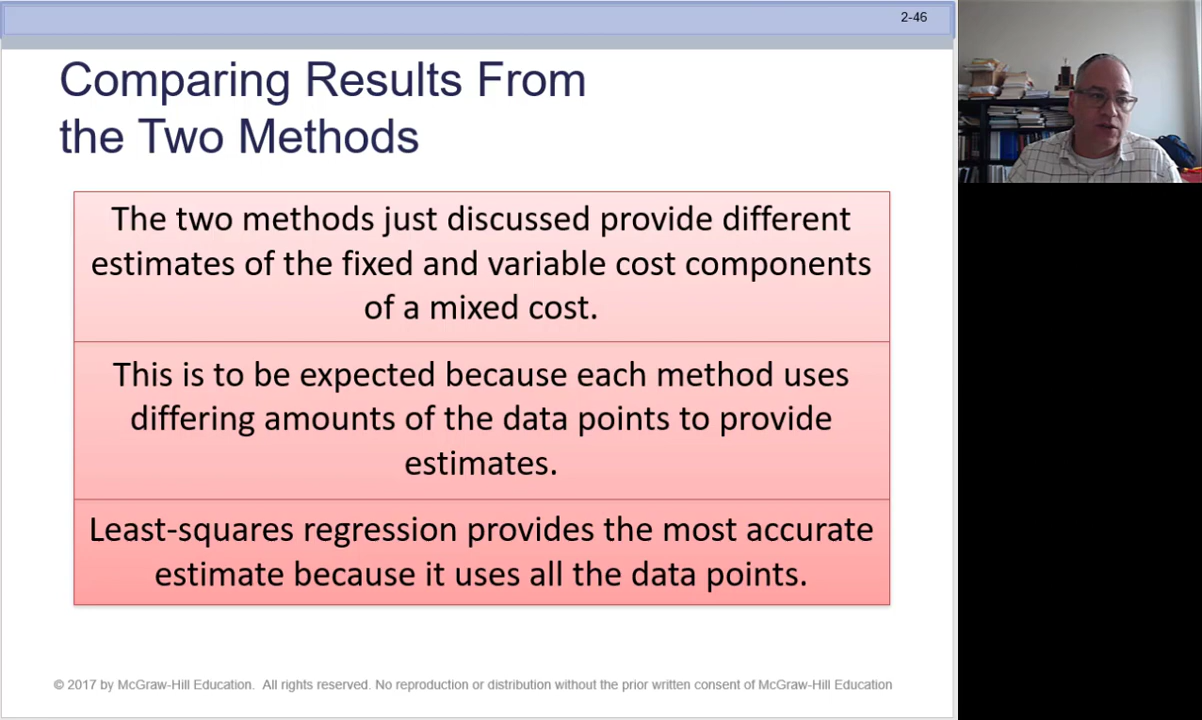 2-46
Comparing Results From
the Two Methods
The two methods just discussed provide different
estimates of the fixed and variable cost components
of a mixed cost.
This is to be expected because each method uses
differing amounts of the data points to provide
estimates.
Least-squares regression provides the most accurate
estimate because it uses all the data points.
© 2017 by McGraw-Hill Education. All rights reserved. No reproduction or distribution without the prior written consent of McGraw-Hill Education